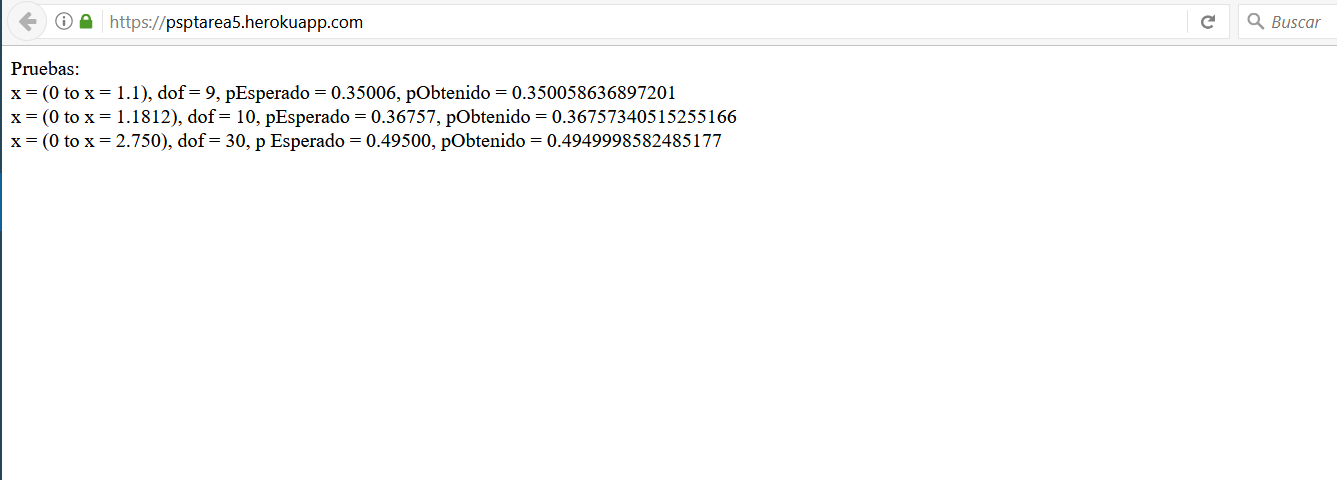 https://psptarea5.herokuapp.com
Buscar
Pruebas:
x = (0 to x = 1.1), dof = 9, pEsperado = 0.35006, pObtenido = 0.350058636897201
x = (0 to x = 1.1812), dof = 10, pEsperado = 0.36757, pObtenido = 0.36757340515255166
x = (0 to x = 2.750), dof = 30, p Esperado = 0.49500, pObtenido = 0.4949998582485177